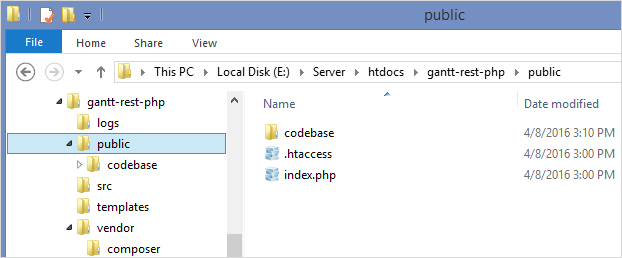 public
File Home Share View
This PC Local Disk (E:) Server htdocs gantt-rest-php public
gantt-rest-php
logs
public
codebase
src
templates
vendor
composer
Name Date modified
codebase 4/8/2016 3:10 PM
.htaccess 4/8/2016 3:00 PM
index.php 4/8/2016 3:00 PM